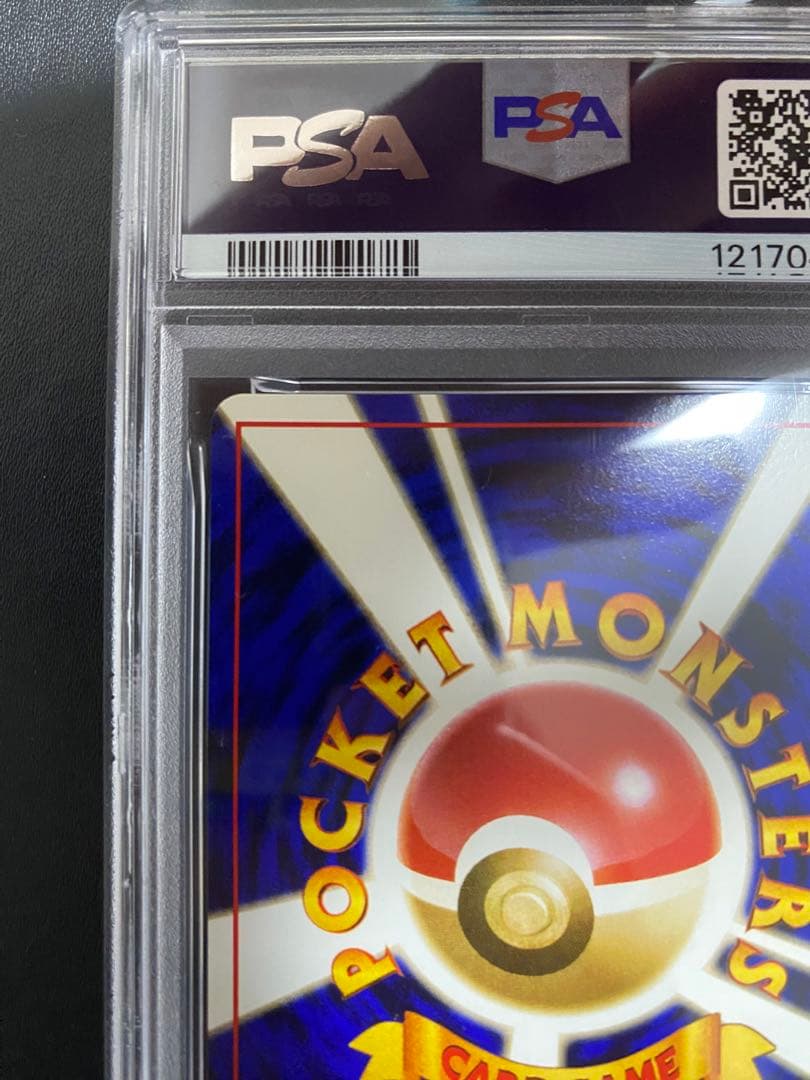 PSA
PSA
PSA PSA PSA
12170
POCKET MONSTERS
CARD GAME